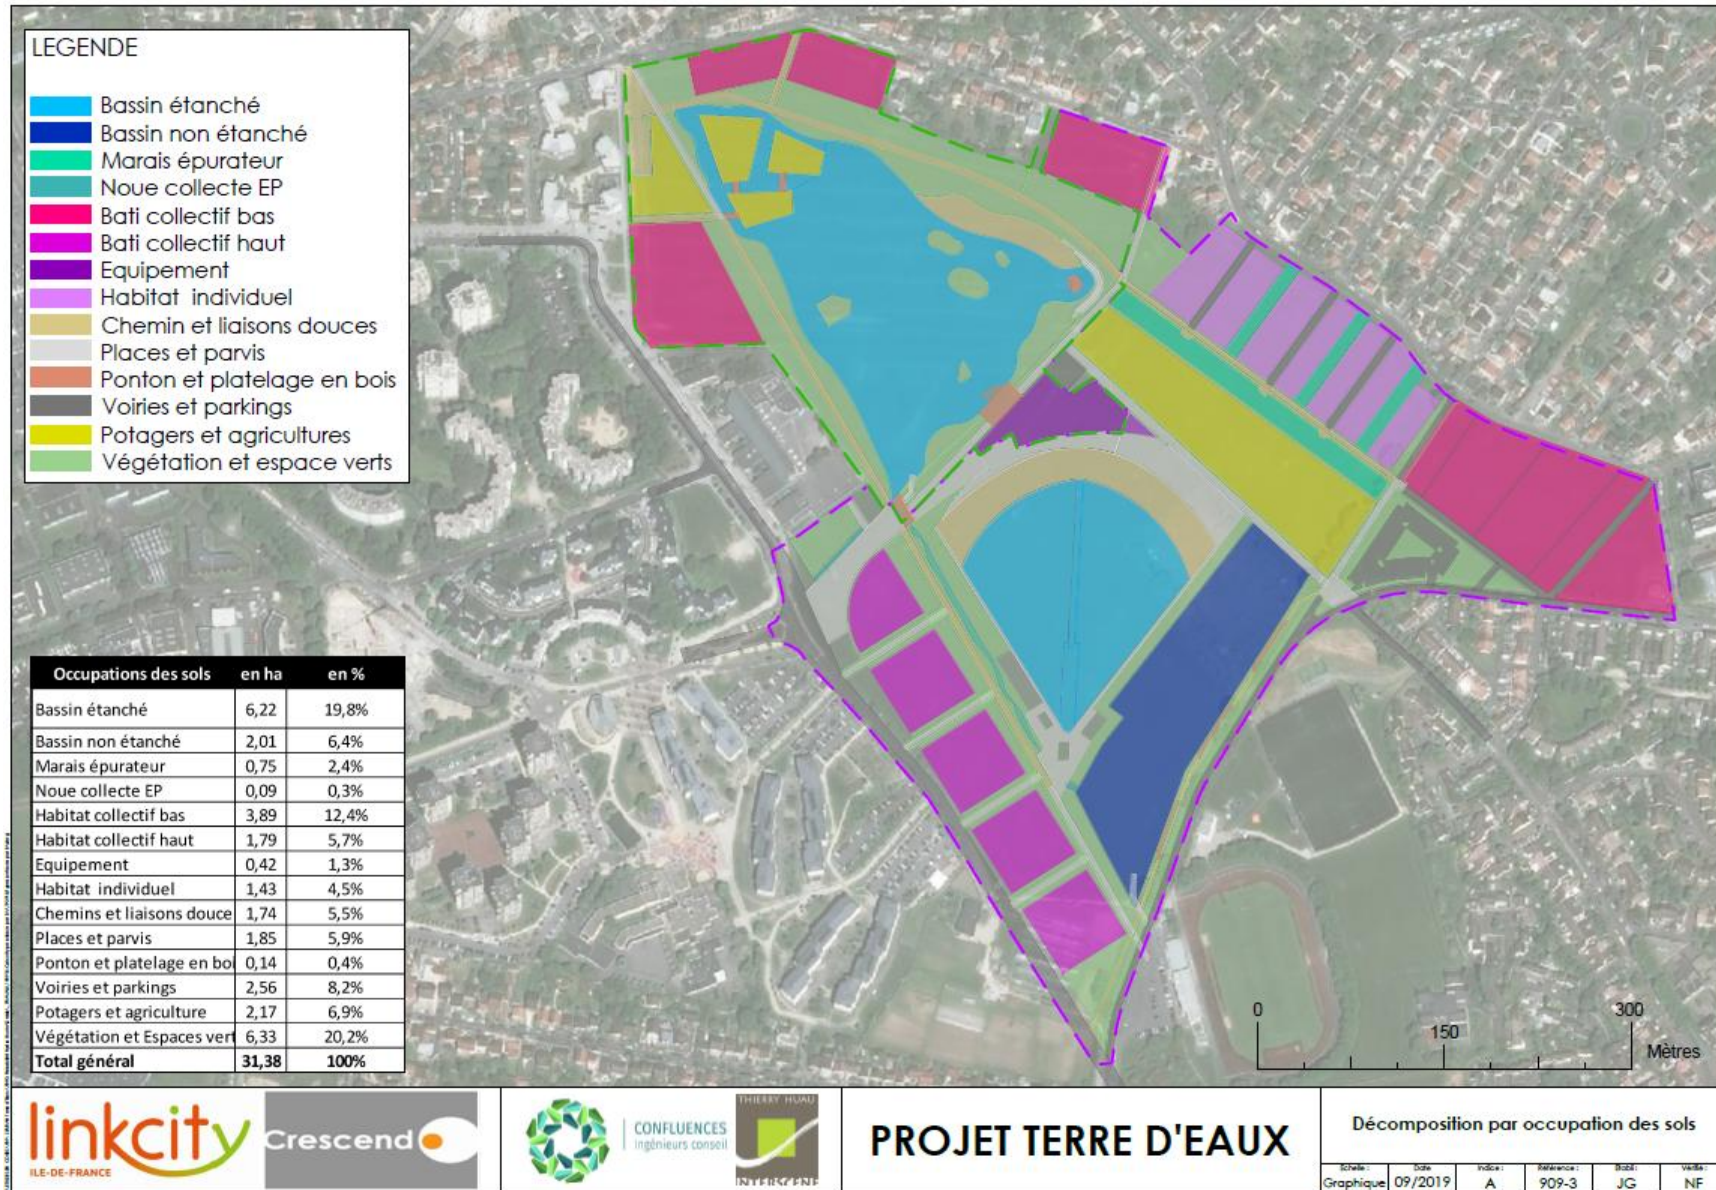 LEGENDE
Bassin étanché
Bassin non étanché
Marais épurateur
Noue collecte EP
Bati collectif bas
Bati collectif haut
Equipement
Habitat individuel
Chemin et liaisons douces
Places et parvis
Ponton et platelage en bois
Voiries et parkings
Potagers et agricultures
Végétation et espace verts
Occupations des sols en ha en %
Bassin étanché 6,22 19,8%
Bassin non étanché 2,01 6,4%
Marais épurateur 0,75 2,4%
Noue collecte EP 0,09 0,3%
Habitat collectif bas 3,89 12,4%
Habitat collectif haut 1,79 5,7%
Equipement 0,42 1,3%
Habitat individuel 1,43 4,5%
Chemins et liaisons douce 1,74 5,5%
Places et parvis 1,85 5,9%
Ponton et platelage en boi 0,14 0,4%
Voiries et parkings 2,56 8,2%
Potagers et agriculture 2,17 6,9%
Végétation et Espaces vert 6,33 20,2%
Total général 31,38 100%
0 150 300
Mètres
linkcity
ILE-DE-FRANCE
Crescend
CONFLUENCES
Ingénieurs conseil
THIERRY HUAU
INTERSCENE
PROJET TERRE D'EAUX
Décomposition par occupation des sols
Echelle : Date Indice : Référence : Etabli : Vérifié :
Graphique 09/2019 A 909-3 JG NF